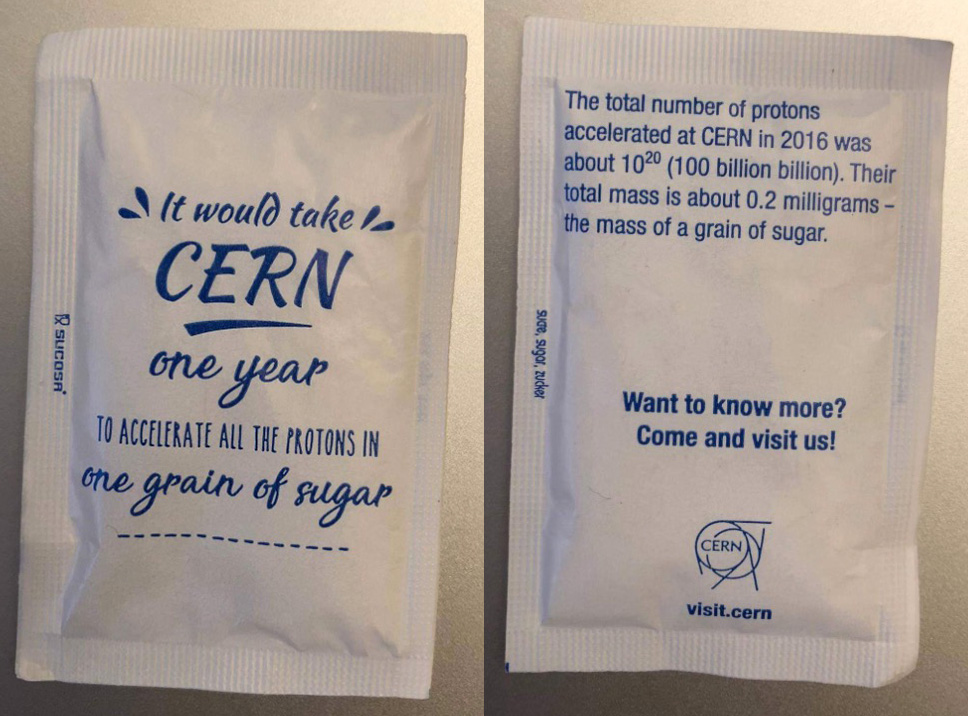 It would take
CERN
one year
TO ACCELERATE ALL THE PROTONS IN
one grain of sugar
SUCOSA
The total number of protons
accelerated at CERN in 2016 was
about 10²⁰ (100 billion billion). Their
total mass is about 0.2 milligrams –
the mass of a grain of sugar.
sucre, sugar, zucker
Want to know more?
Come and visit us!
CERN
visit.cern